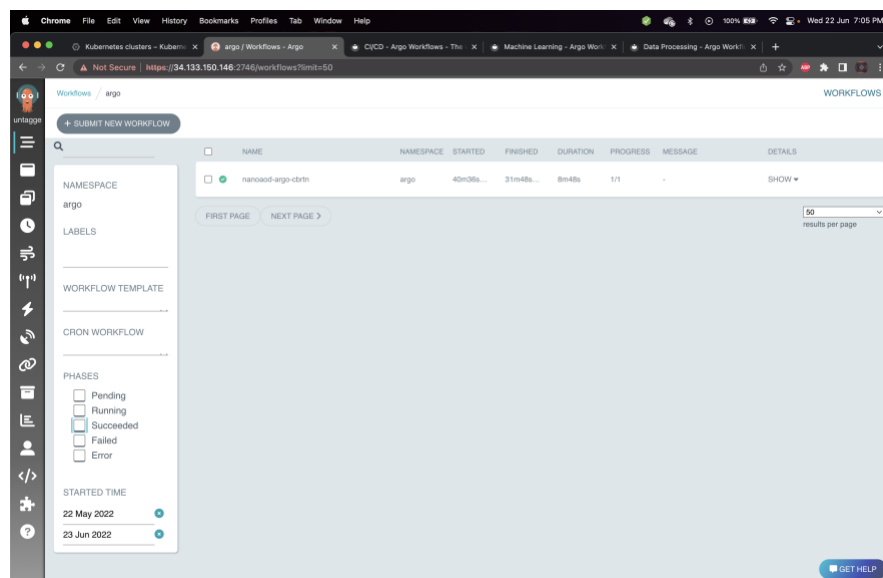 Chrome File Edit View History Bookmarks Profiles Tab Window Help 100% Wed 22 Jun 7:05 PM
Kubernetes clusters – Kuberne argo / Workflows - Argo CI/CD - Argo Workflows - The Machine Learning - Argo Work Data Processing - Argo Workfl
Not Secure | https://34.133.150.146:2746/workflows?limit=50
Workflows / argo WORKFLOWS
untagge
+ SUBMIT NEW WORKFLOW
NAME NAMESPACE STARTED FINISHED DURATION PROGRESS MESSAGE DETAILS
nanoaod-argo-cbrtn argo 40m36s... 31m48s... 8m48s 1/1 - SHOW
NAMESPACE
argo
FIRST PAGE NEXT PAGE
50
results per page
LABELS
WORKFLOW TEMPLATE
CRON WORKFLOW
PHASES
Pending
Running
Succeeded
Failed
Error
STARTED TIME
22 May 2022
23 Jun 2022
GET HELP